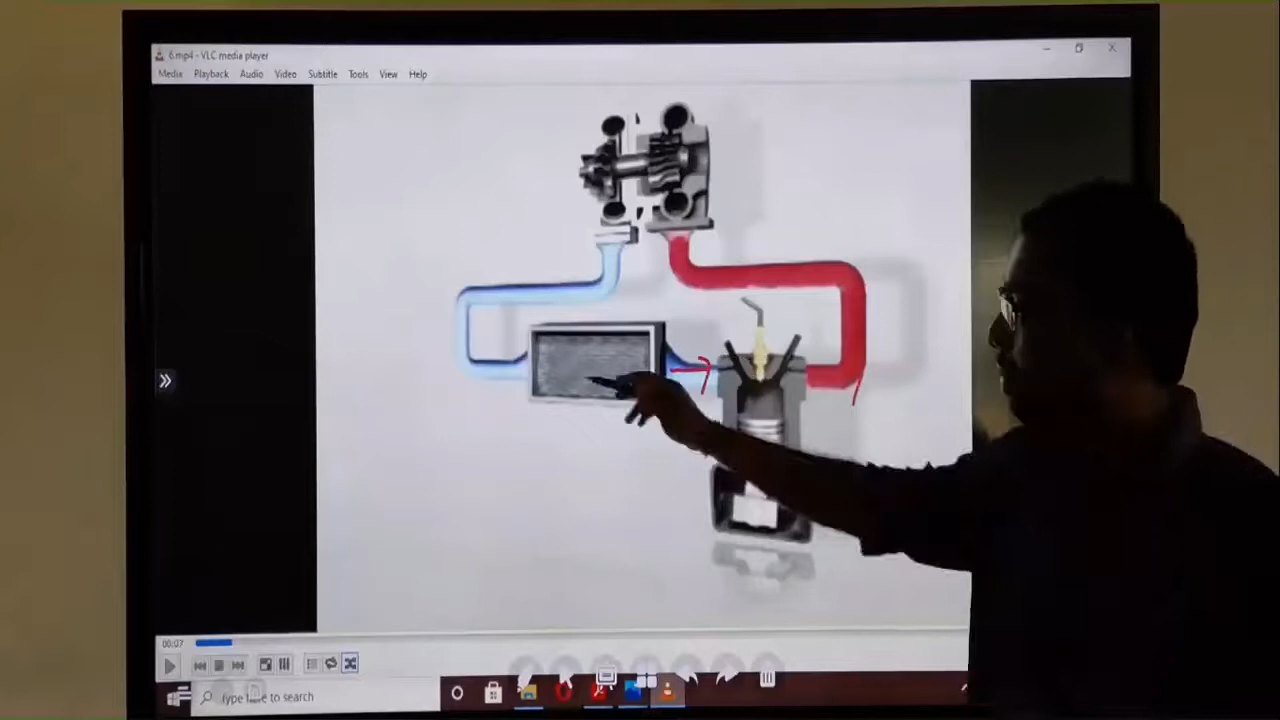 6.mp4 - VLC media player
Media Playback Audio Video Subtitle Tools View Help
00:07
Type here to search